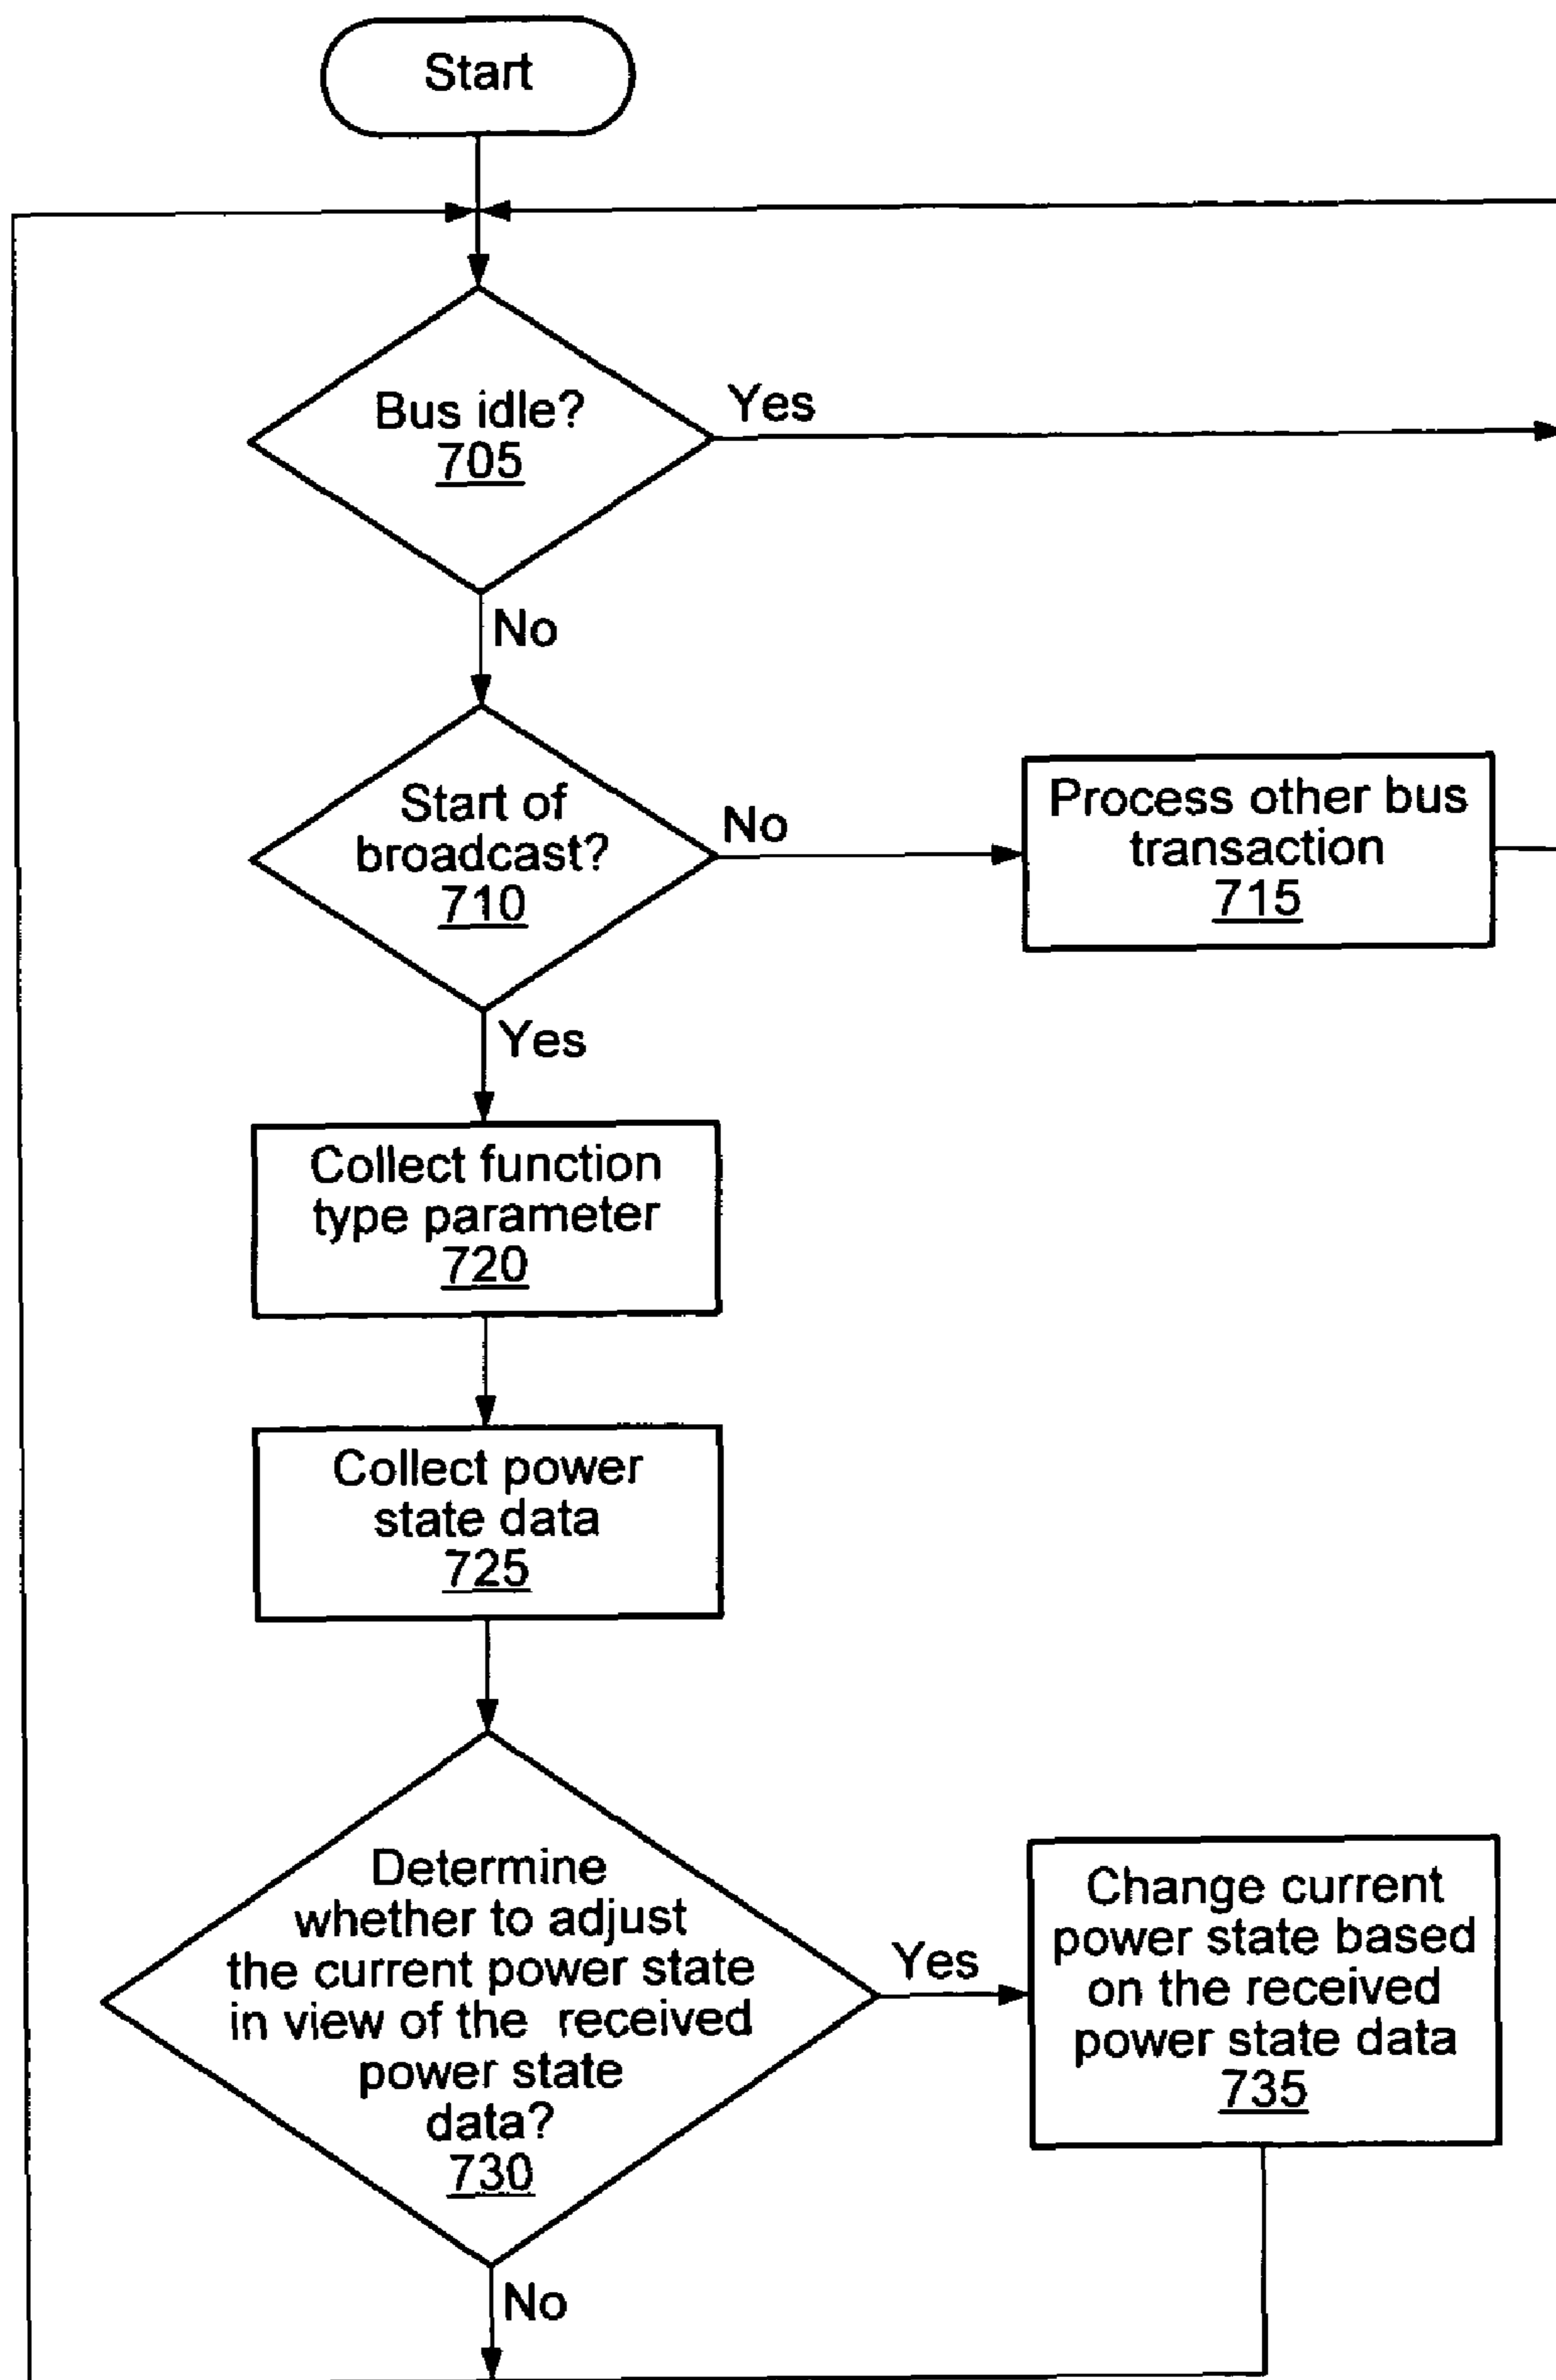 Start
Bus idle?
705
Yes
No
Start of
broadcast?
710
No
Process other bus
transaction
715
Yes
Collect function
type parameter
720
Collect power
state data
725
Determine
whether to adjust
the current power state
in view of the received
power state
data?
730
Yes
Change current
power state based
on the received
power state data
735
No